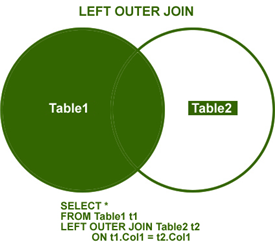 LEFT OUTER JOIN
Table1
Table2
SELECT *
FROM Table1 t1
LEFT OUTER JOIN Table2 t2
ON t1.Col1 = t2.Col1